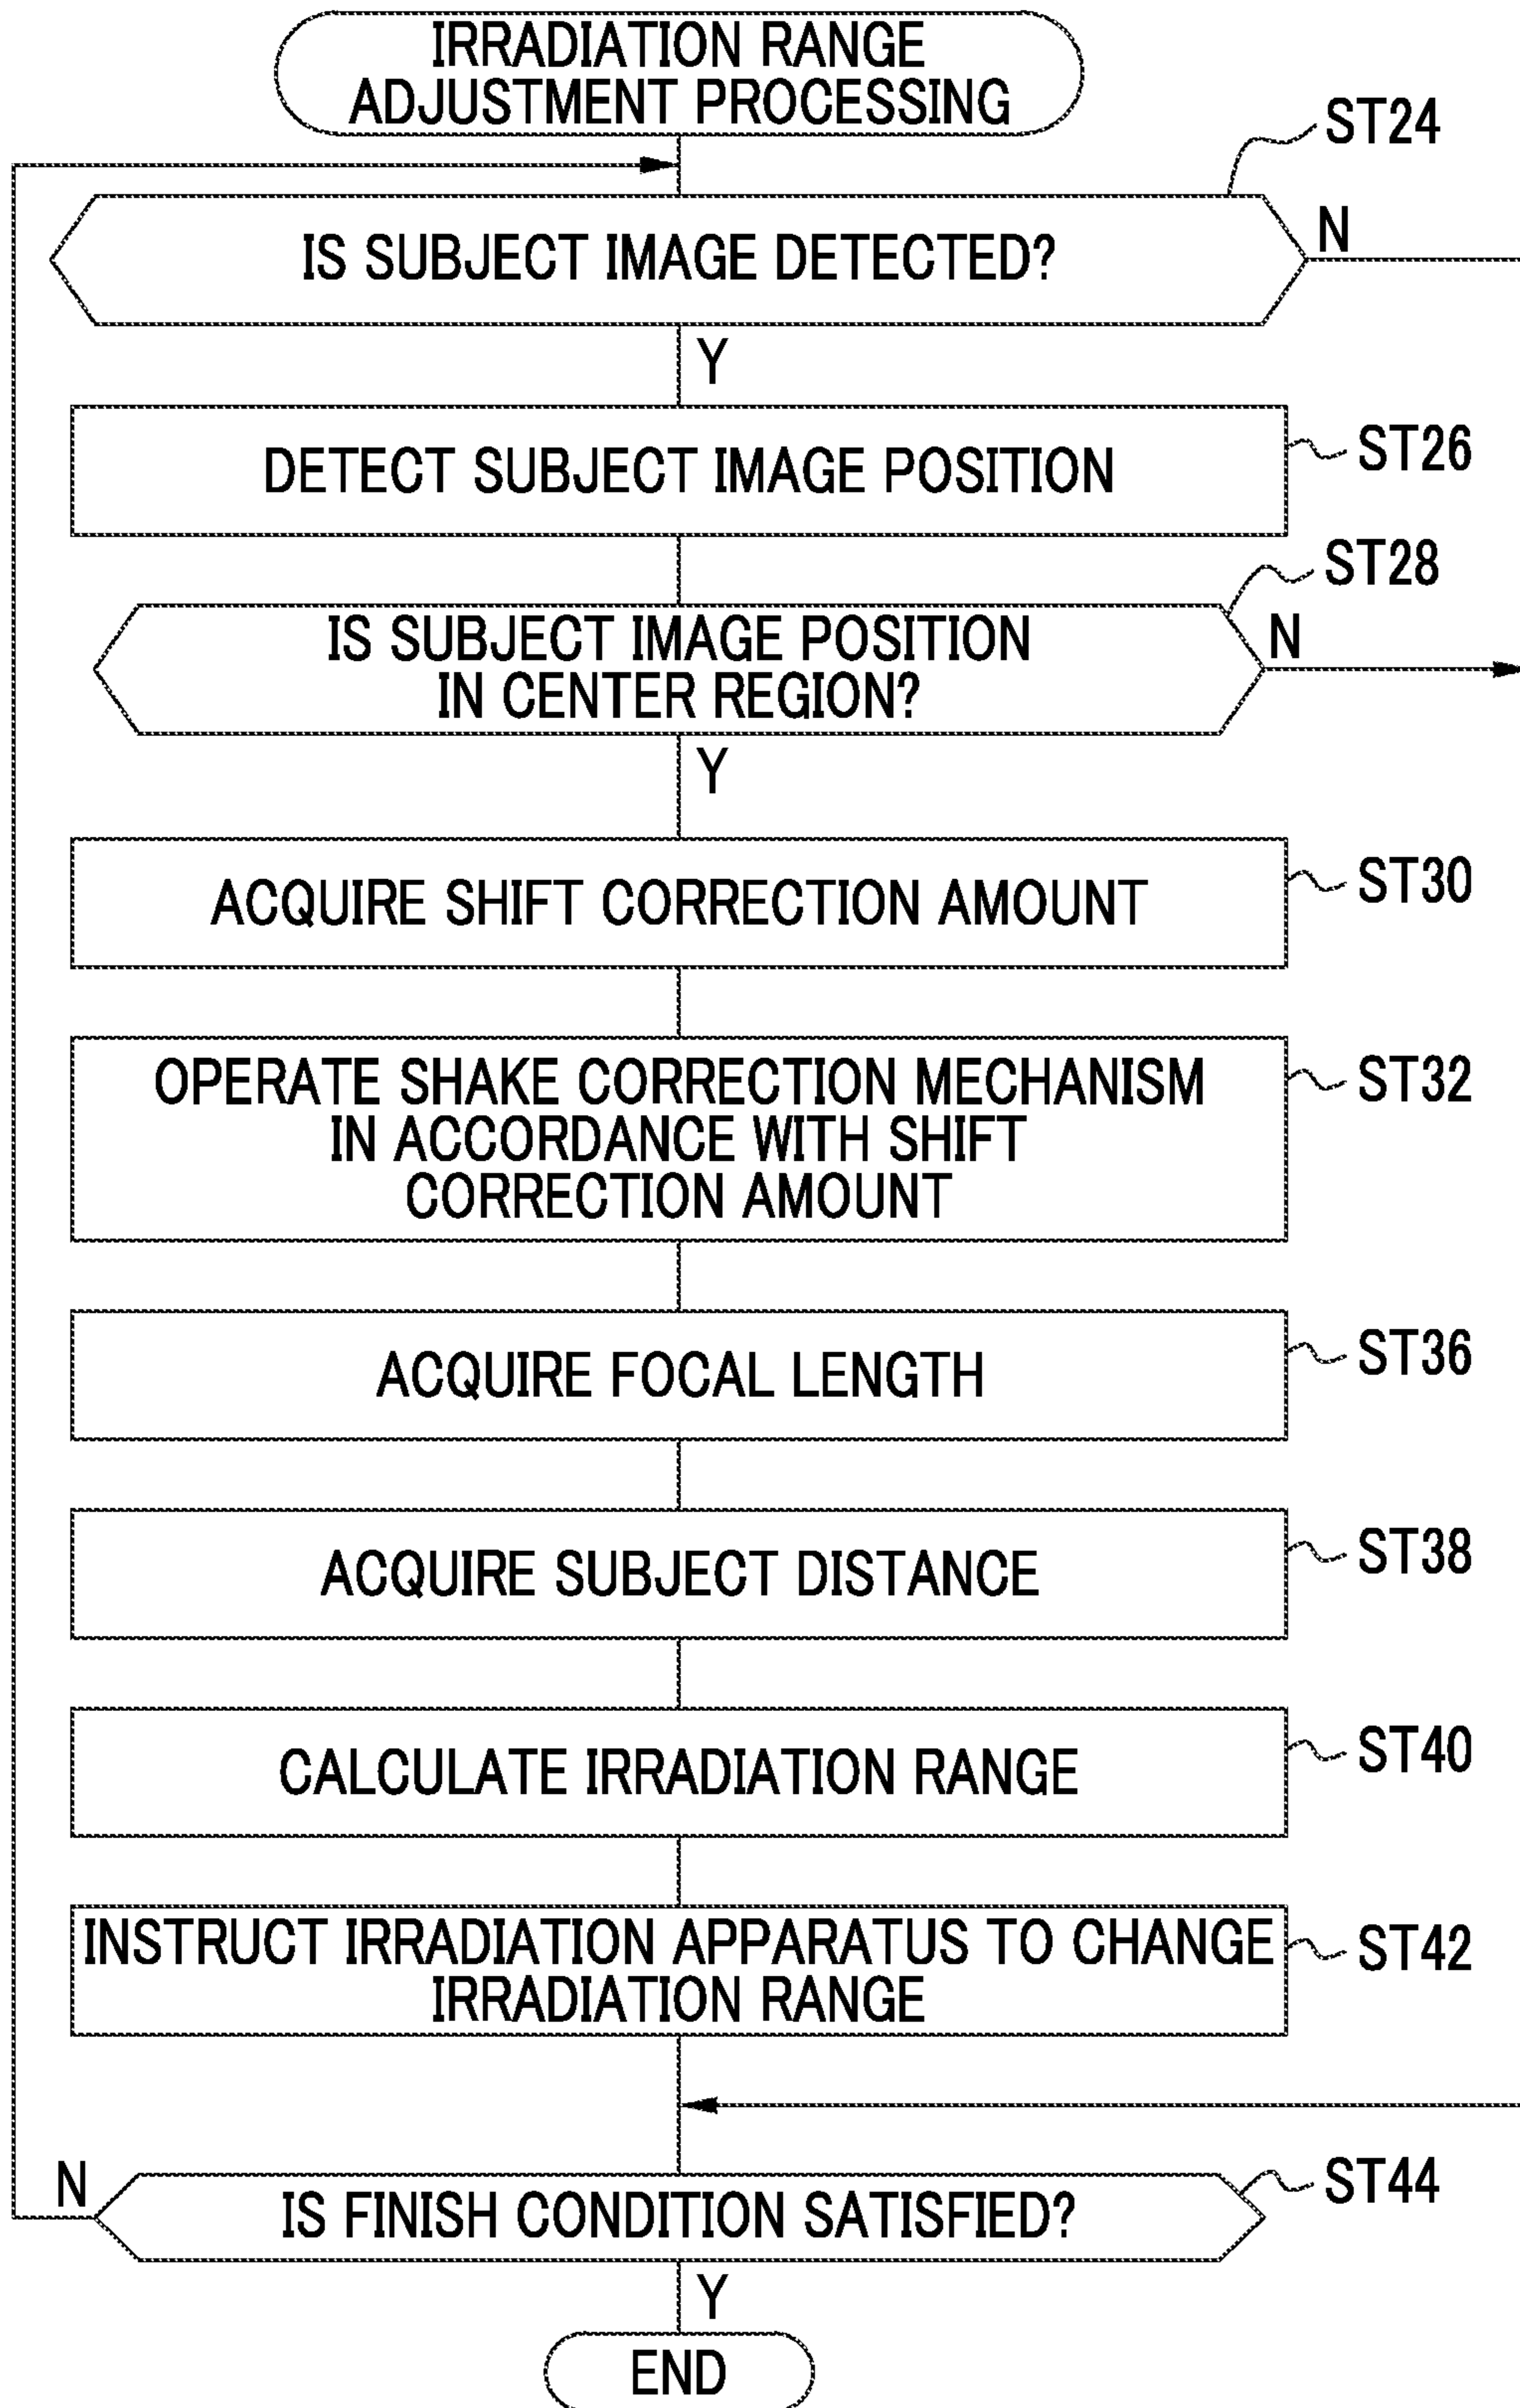 IRRADIATION RANGE
ADJUSTMENT PROCESSING
ST24
IS SUBJECT IMAGE DETECTED?
N
Y
DETECT SUBJECT IMAGE POSITION
ST26
ST28
IS SUBJECT IMAGE POSITION
IN CENTER REGION?
N
Y
ACQUIRE SHIFT CORRECTION AMOUNT
ST30
OPERATE SHAKE CORRECTION MECHANISM
IN ACCORDANCE WITH SHIFT
CORRECTION AMOUNT
ST32
ACQUIRE FOCAL LENGTH
ST36
ACQUIRE SUBJECT DISTANCE
ST38
CALCULATE IRRADIATION RANGE
ST40
INSTRUCT IRRADIATION APPARATUS TO CHANGE
IRRADIATION RANGE
ST42
N
IS FINISH CONDITION SATISFIED?
ST44
Y
END